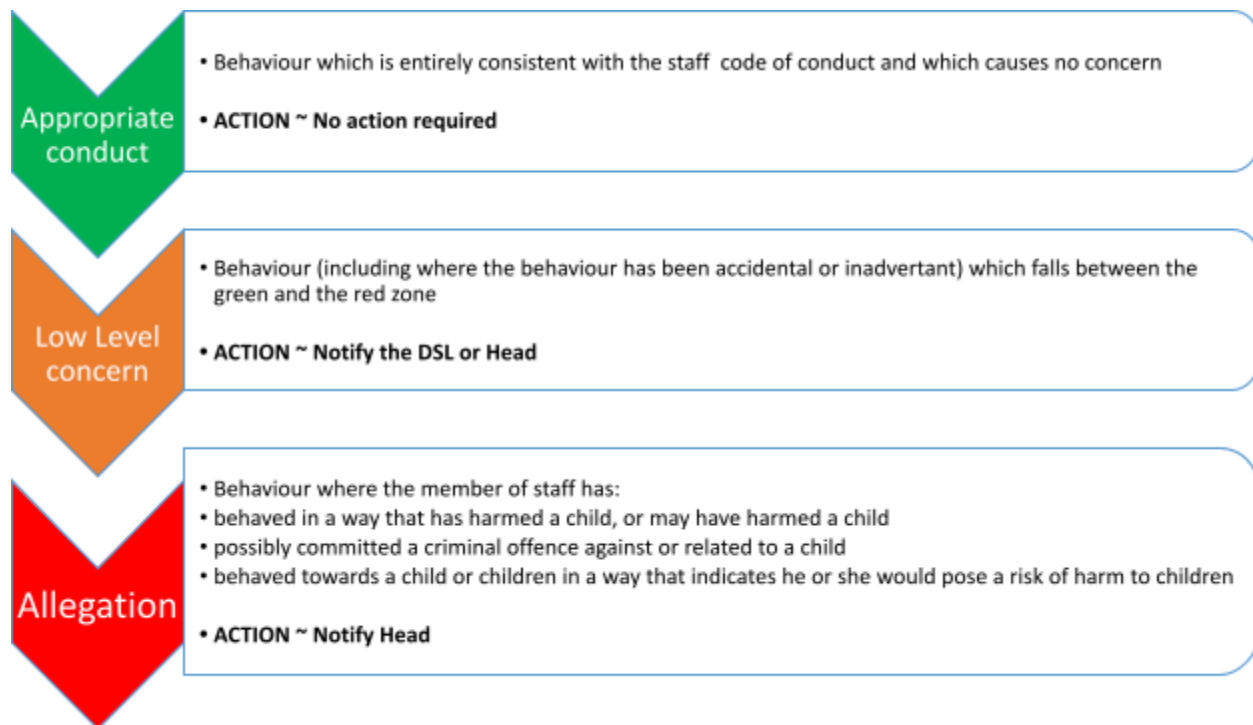 Appropriate
conduct
• Behaviour which is entirely consistent with the staff code of conduct and which causes no concern
• ACTION ~ No action required
Low Level
concern
• Behaviour (including where the behaviour has been accidental or inadvertant) which falls between the
green and the red zone
• ACTION ~ Notify the DSL or Head
Allegation
• Behaviour where the member of staff has:
• behaved in a way that has harmed a child, or may have harmed a child
• possibly committed a criminal offence against or related to a child
• behaved towards a child or children in a way that indicates he or she would pose a risk of harm to children
• ACTION ~ Notify Head